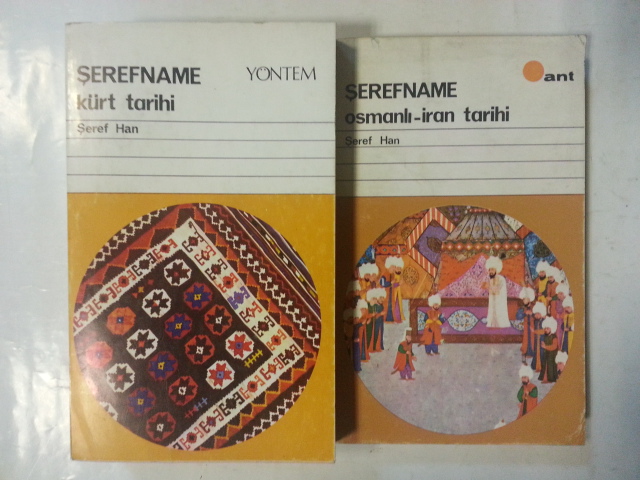 ŞEREFNAME
YÖNTEM
kürt tarihi
Şeref Han
ant
ŞEREFNAME
osmanlı-iran tarihi
Şeref Han